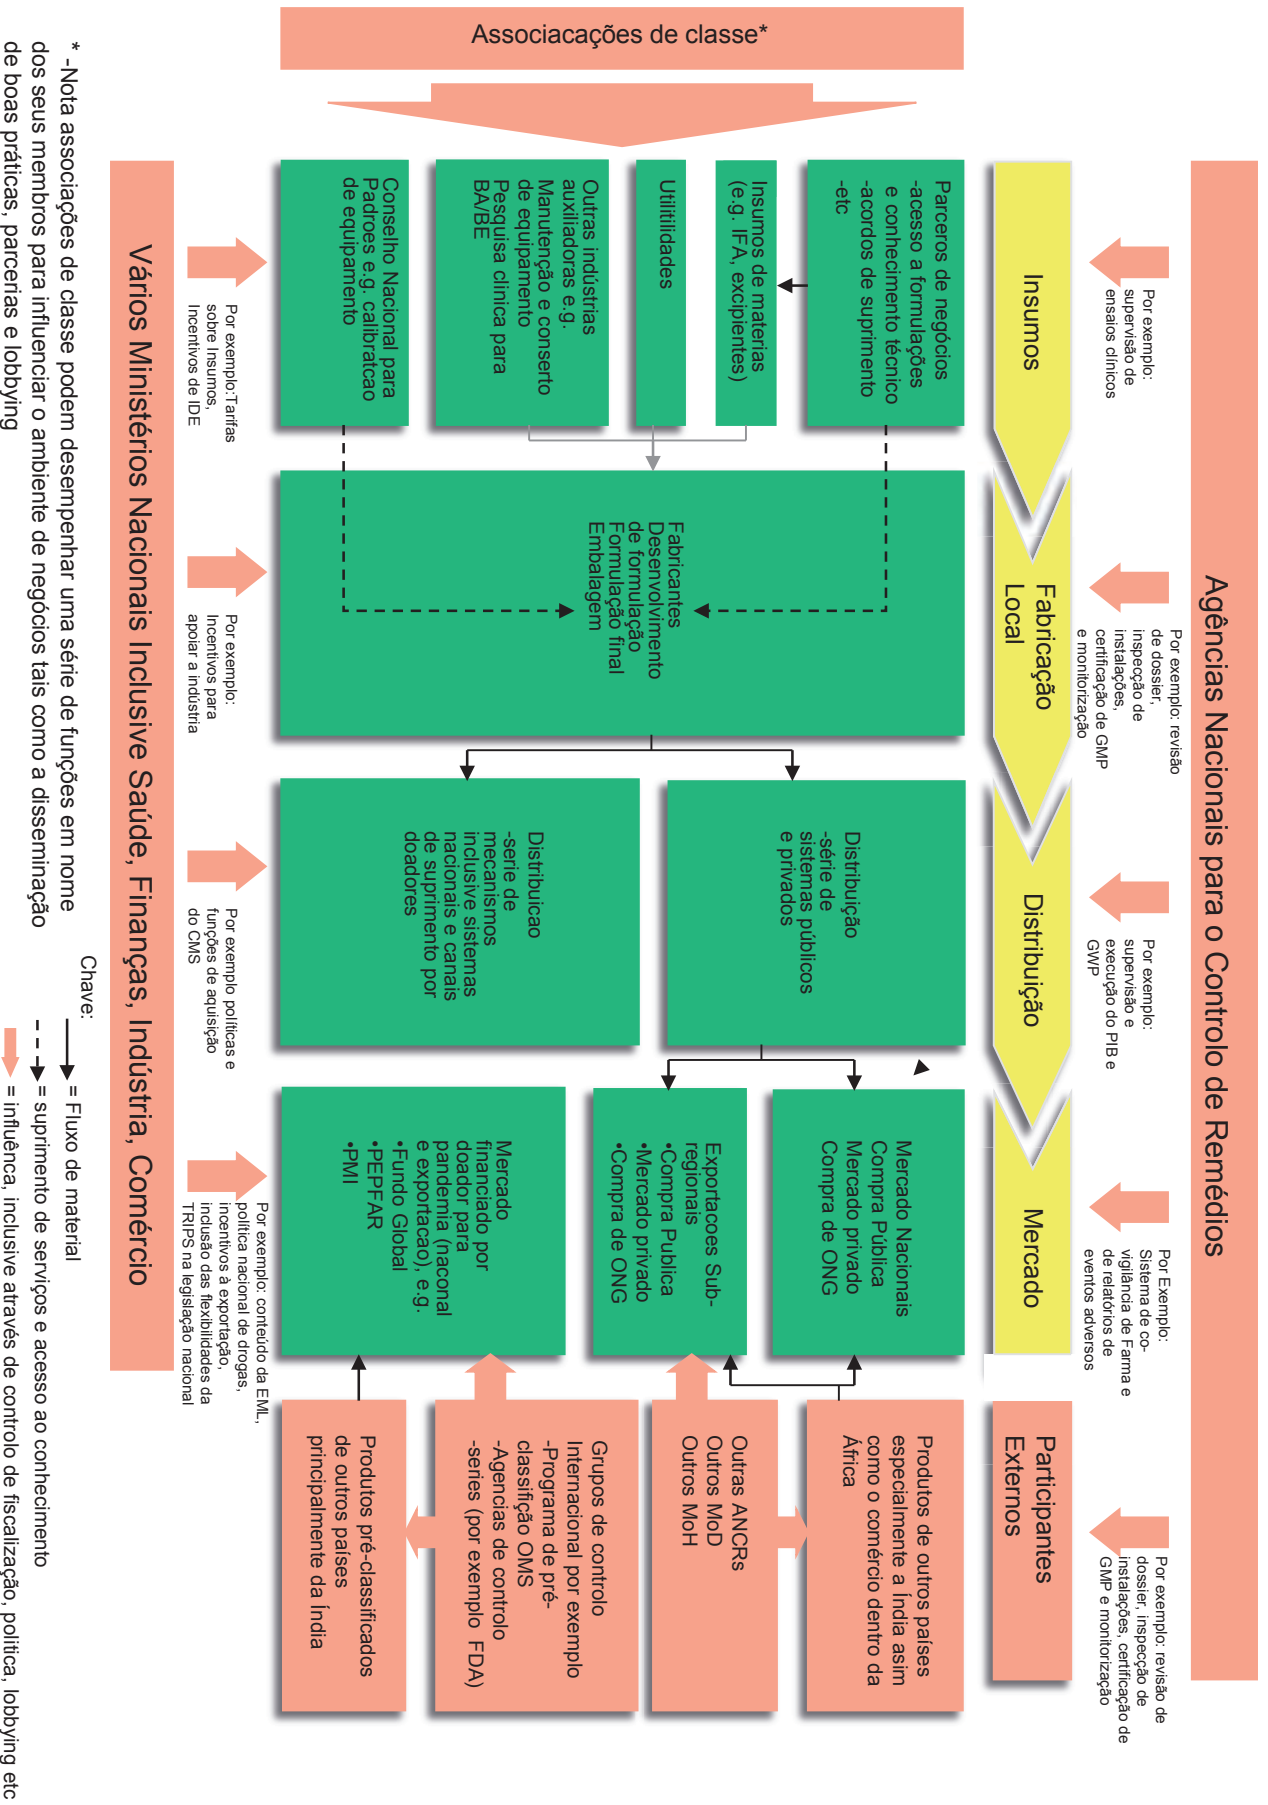 Associacações de classe*
Agências Nacionais para o Controlo de Remédios
Por exemplo:
supervisão de
ensaios clínicos
Por exemplo: revisão
de dossier,
inspecção de
instalações,
certificação de GMP
e monitorização
Por exemplo:
supervisão e
execução do PIB e
GWP
Por Exemplo:
Sistema de co-
vigilância de Farma e
de relatórios de
eventos adversos
Por exemplo: revisão de
dossier, inspecção de
instalações, certificação de
GMP e monitorização
Insumos
Fabricação
Local
Distribuição
Mercado
Participantes
Externos
Parceros de negócios
-acesso a formulações
e conhecimento técnico
-acordos de suprimento
-etc
Insumos de materias
(e.g. IFA, excipientes)
Utilitilidades
Outras indústrias
auxiliadoras e.g.
Manutenção e conserto
de equipamento
Pesquisa clinica para
BA/BE
Conselho Nacional para
Padroes e.g. calibratcao
de equipamento
Fabricantes
Desenvolvimento
de formulação
Formulação final
Embalagem
Distribuição
-série de
sistemas públicos
e privados
Distribuicao
-serie de
mecanismos
inclusive sistemas
nacionais e canais
de suprimento por
doadores
Mercado Nacionais
Compra Pública
Mercado privado
Compra de ONG
Exportacoes Sub-
regionais
•Compra Publica
•Mercado privado
•Compra de ONG
Mercado
financiado por
doador para
pandemia (naconal
e exportacao), e.g.
•Fundo Global
•PEPFAR
•PMI
Produtos de outros países
especialmente a Índia asim
como o comércio dentro da
África
Outras ANCRs
Outros MoD
Outros MoH
Grupos de controlo
Internacional por exemplo
-Programa de pré-
classifição OMS
-Agencias de controlo
-series (por exemplo FDA)
Produtos pré-classificados
de outros países
principalmente da Índia
Por exemplo:Tarifas
sobre Insumos,
Incentivos de IDE
Por exemplo:
Incentivos para
apoiar a indústria
Por exemplo políticas e
funções de aquisição
do CMS
Por exemplo: conteúdo da EML,
política nacional de drogas,
incentivos à exportação,
inclusão das flexibilidades da
TRIPS na legislação nacional
Vários Ministérios Nacionais Inclusive Saúde, Finanças, Indústria, Comércio
* -Nota associações de classe podem desempenhar uma série de funções em nome
dos seus membros para influenciar o ambiente de negócios tais como a disseminação
de boas práticas, parcerias e lobbying
Chave:
= Fluxo de material
= suprimento de serviços e acesso ao conhecimento
= influência, inclusive através de controlo de fiscalização, politica, lobbying etc